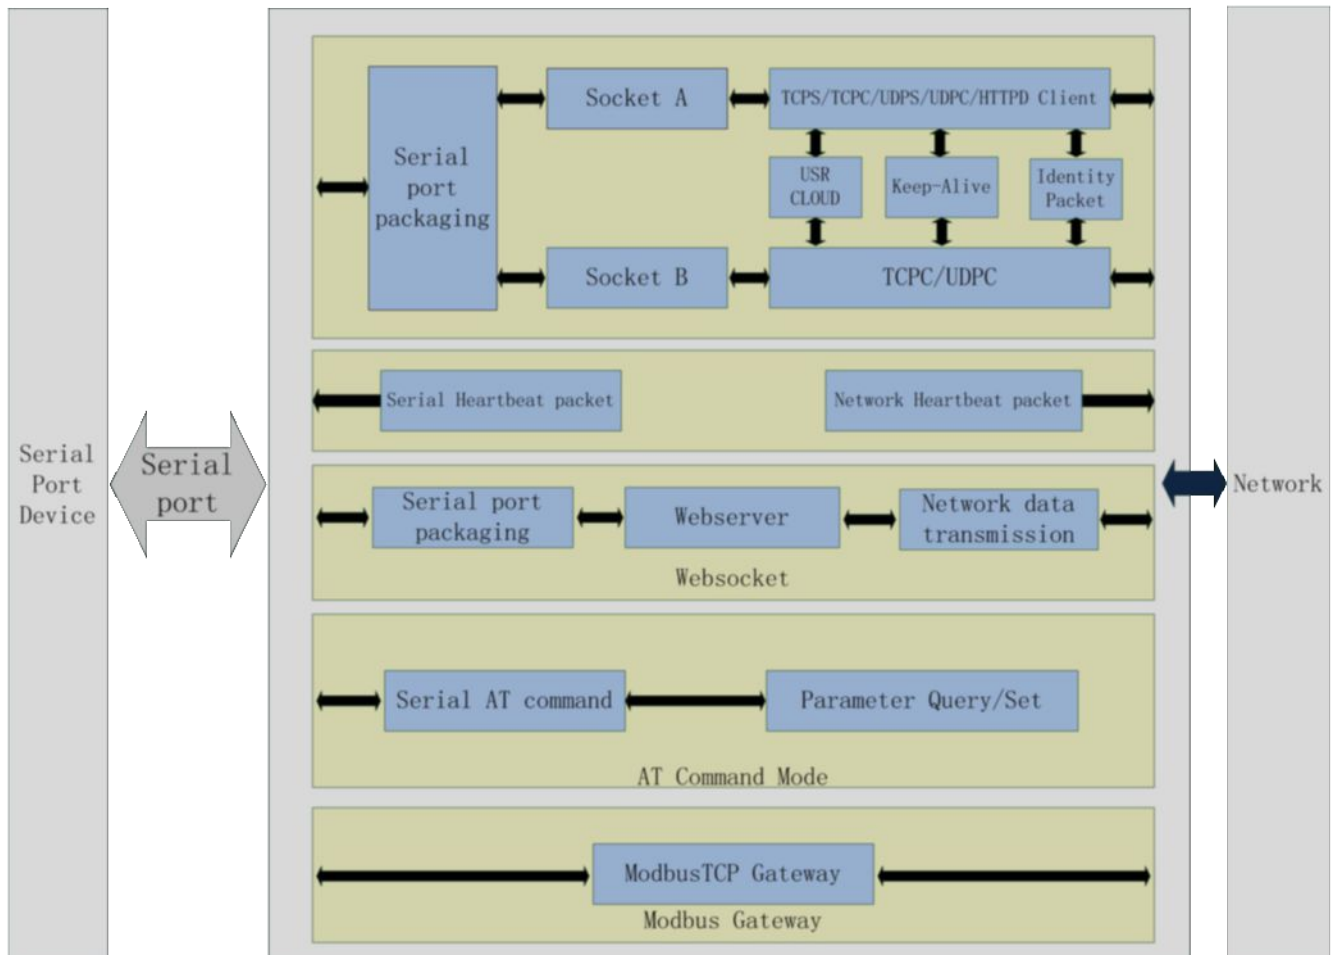 Serial
Port
Device
Serial
port
Serial
port
packaging
Socket A
TCPS/TCPC/UDPS/UDPC/HTTPD Client
USR
CLOUD
Keep-Alive
Identity
Packet
Socket B
TCPC/UDPC
Serial Heartbeat packet
Network Heartbeat packet
Serial port
packaging
Webserver
Network data
transmission
Websocket
Serial AT command
Parameter Query/Set
AT Command Mode
ModbusTCP Gateway
Modbus Gateway
Network